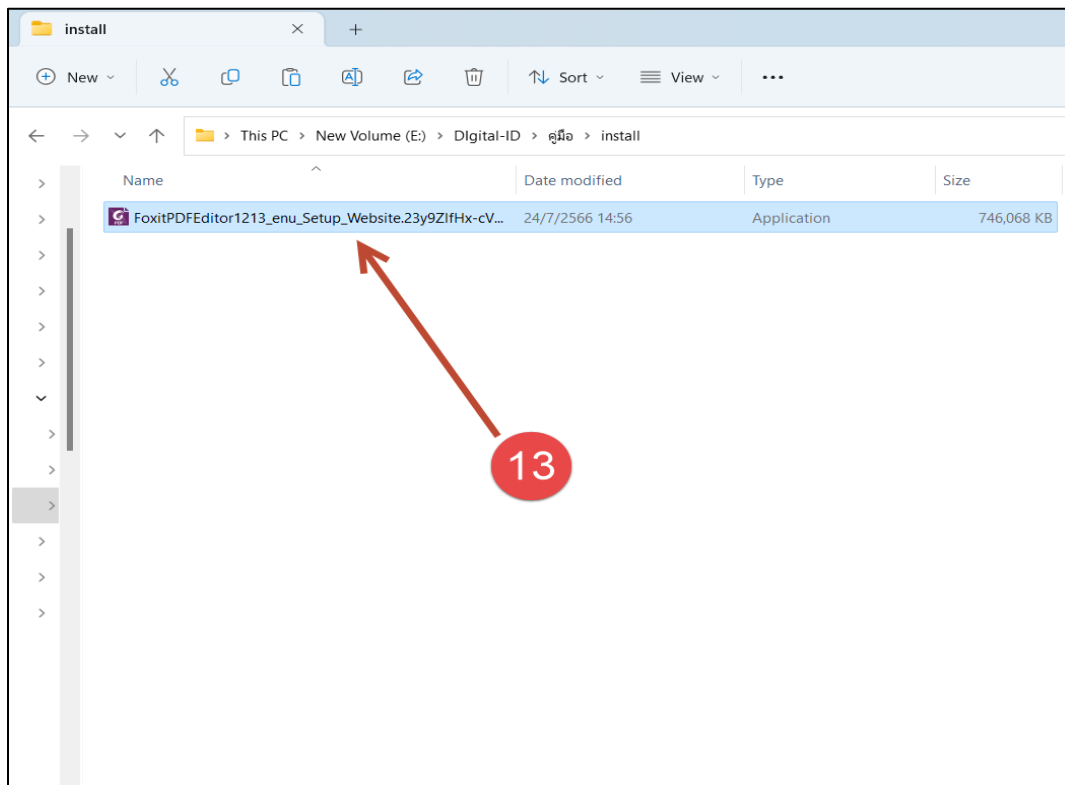 install
New
Sort
View
This PC > New Volume (E:) > DIgital-ID > คู่มือ > install
Name Date modified Type Size
FoxitPDFEditor1213_enu_Setup_Website.23y9ZIfHx-cV... 24/7/2566 14:56 Application 746,068 KB
13